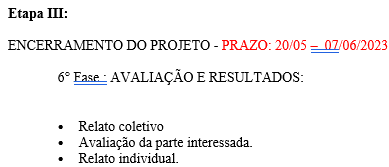 Etapa III:
ENCERRAMENTO DO PROJETO - PRAZO: 20/05 – 07/06/2023
6° Fase : AVALIAÇÃO E RESULTADOS:
• Relato coletivo
• Avaliação da parte interessada.
• Relato individual.